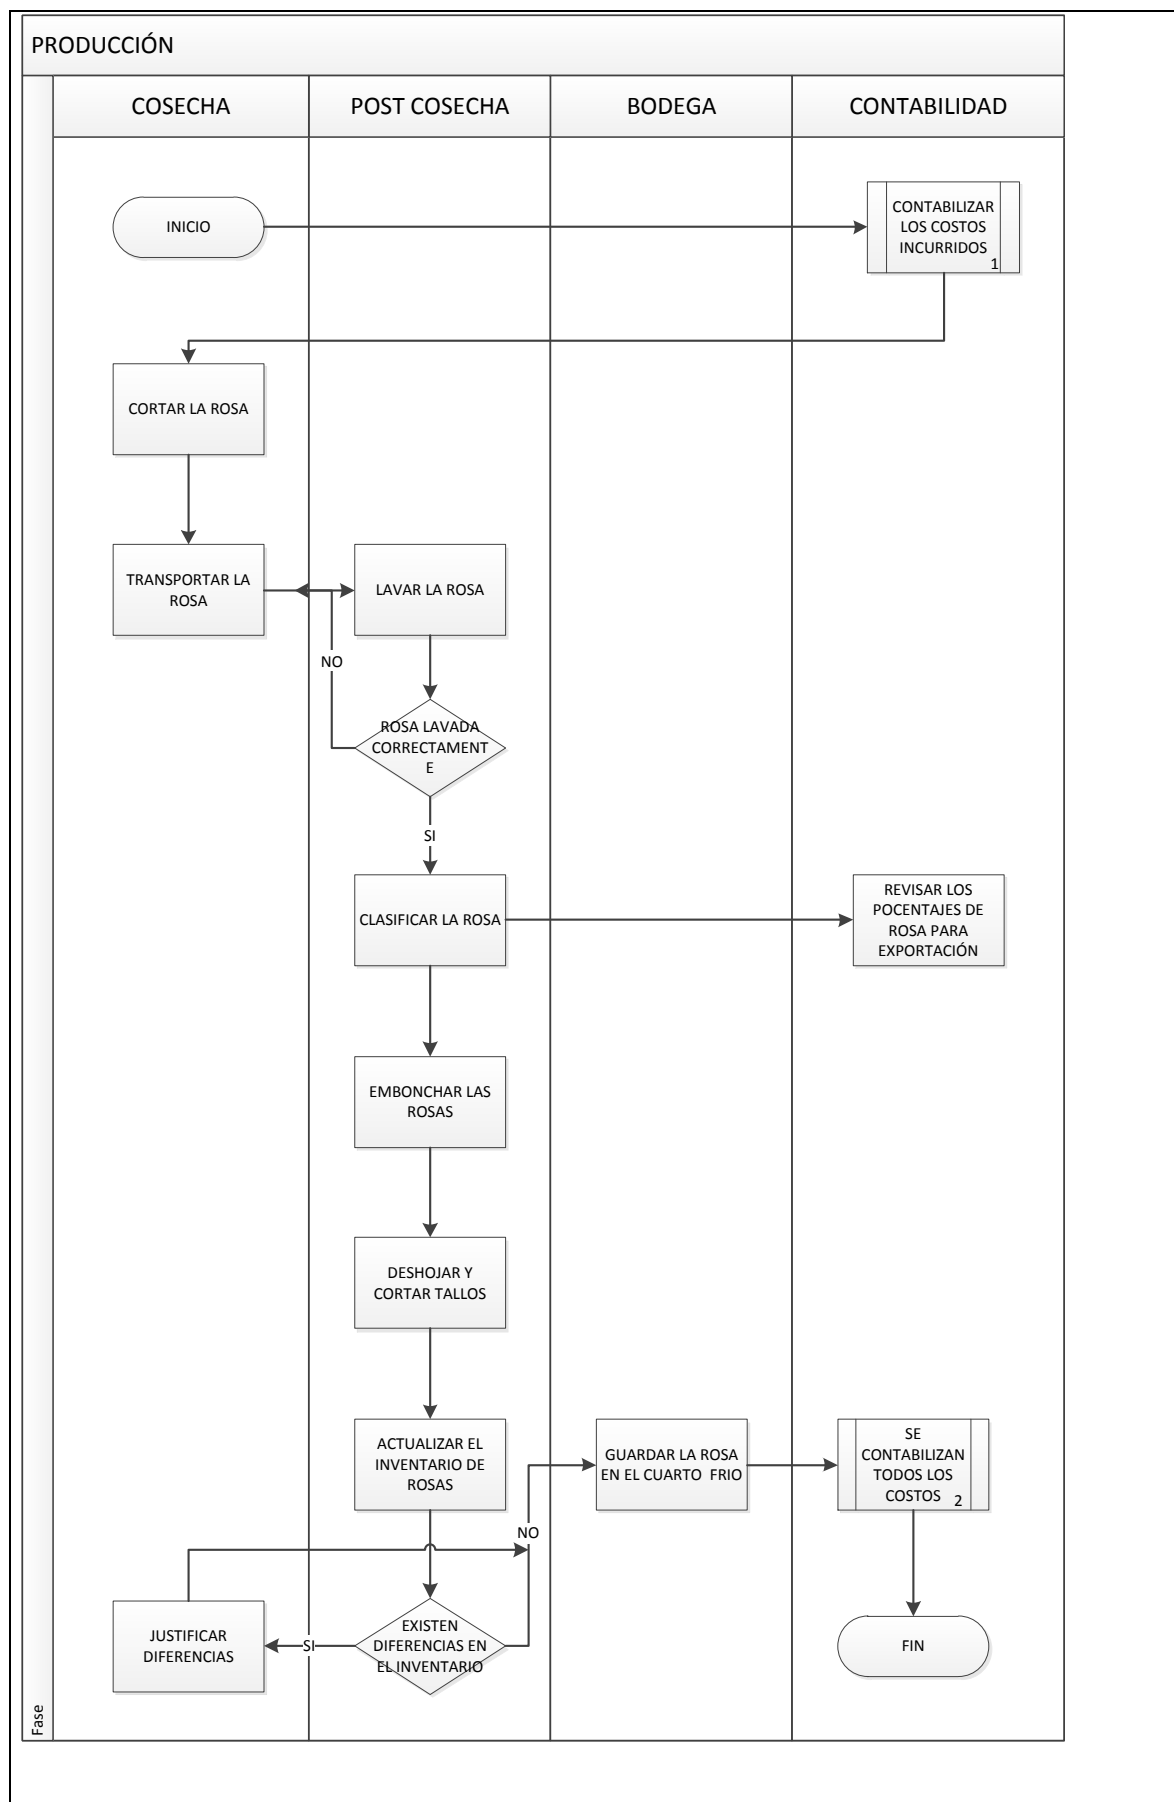 PRODUCCIÓN
COSECHA
POST COSECHA
BODEGA
CONTABILIDAD
INICIO
CONTABILIZAR
LOS COSTOS
INCURRIDOS
1
CORTAR LA ROSA
TRANSPORTAR LA
ROSA
LAVAR LA ROSA
NO
ROSA LAVADA
CORRECTAMENT
E
SI
CLASIFICAR LA ROSA
REVISAR LOS
POCENTAJES DE
ROSA PARA
EXPORTACIÓN
EMBONCHAR LAS
ROSAS
DESHOJAR Y
CORTAR TALLOS
ACTUALIZAR EL
INVENTARIO DE
ROSAS
GUARDAR LA ROSA
EN EL CUARTO FRIO
SE
CONTABILIZAN
TODOS LOS
COSTOS
2
NO
JUSTIFICAR
DIFERENCIAS
SI
EXISTEN
DIFERENCIAS EN
EL INVENTARIO
FIN
Fase